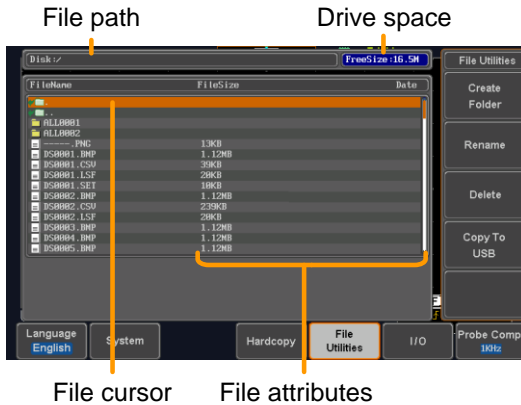 File path
Drive space
Disk:/
FreeSize:16.5M
File Utilities
FileName FileSize Date
.
..
ALL0001
ALL0002
-----.PNG 13KB
DS0001.BMP 1.12MB
DS0001.CSV 39KB
DS0001.LSF 20KB
DS0001.SET 10KB
DS0002.BMP 1.12MB
DS0002.CSV 239KB
DS0002.LSF 20KB
DS0003.BMP 1.12MB
DS0004.BMP 1.12MB
DS0005.BMP 1.12MB
Create
Folder
Rename
Delete
Copy To
USB
Language
English
System
Hardcopy
File
Utilities
I/O
Probe Comp
1KHz
File cursor
File attributes